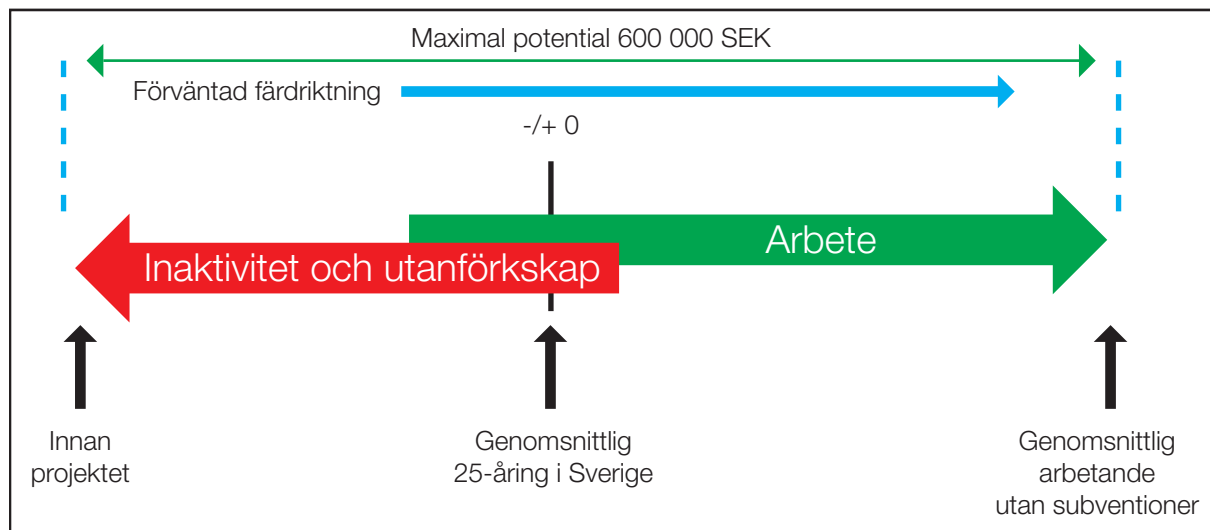 Maximal potential 600 000 SEK
Förväntad färdriktning
-/+ 0
Arbete
Inaktivitet och utanförkskap
Innan
projektet
Genomsnittlig
25-åring i Sverige
Genomsnittlig
arbetande
utan subventioner